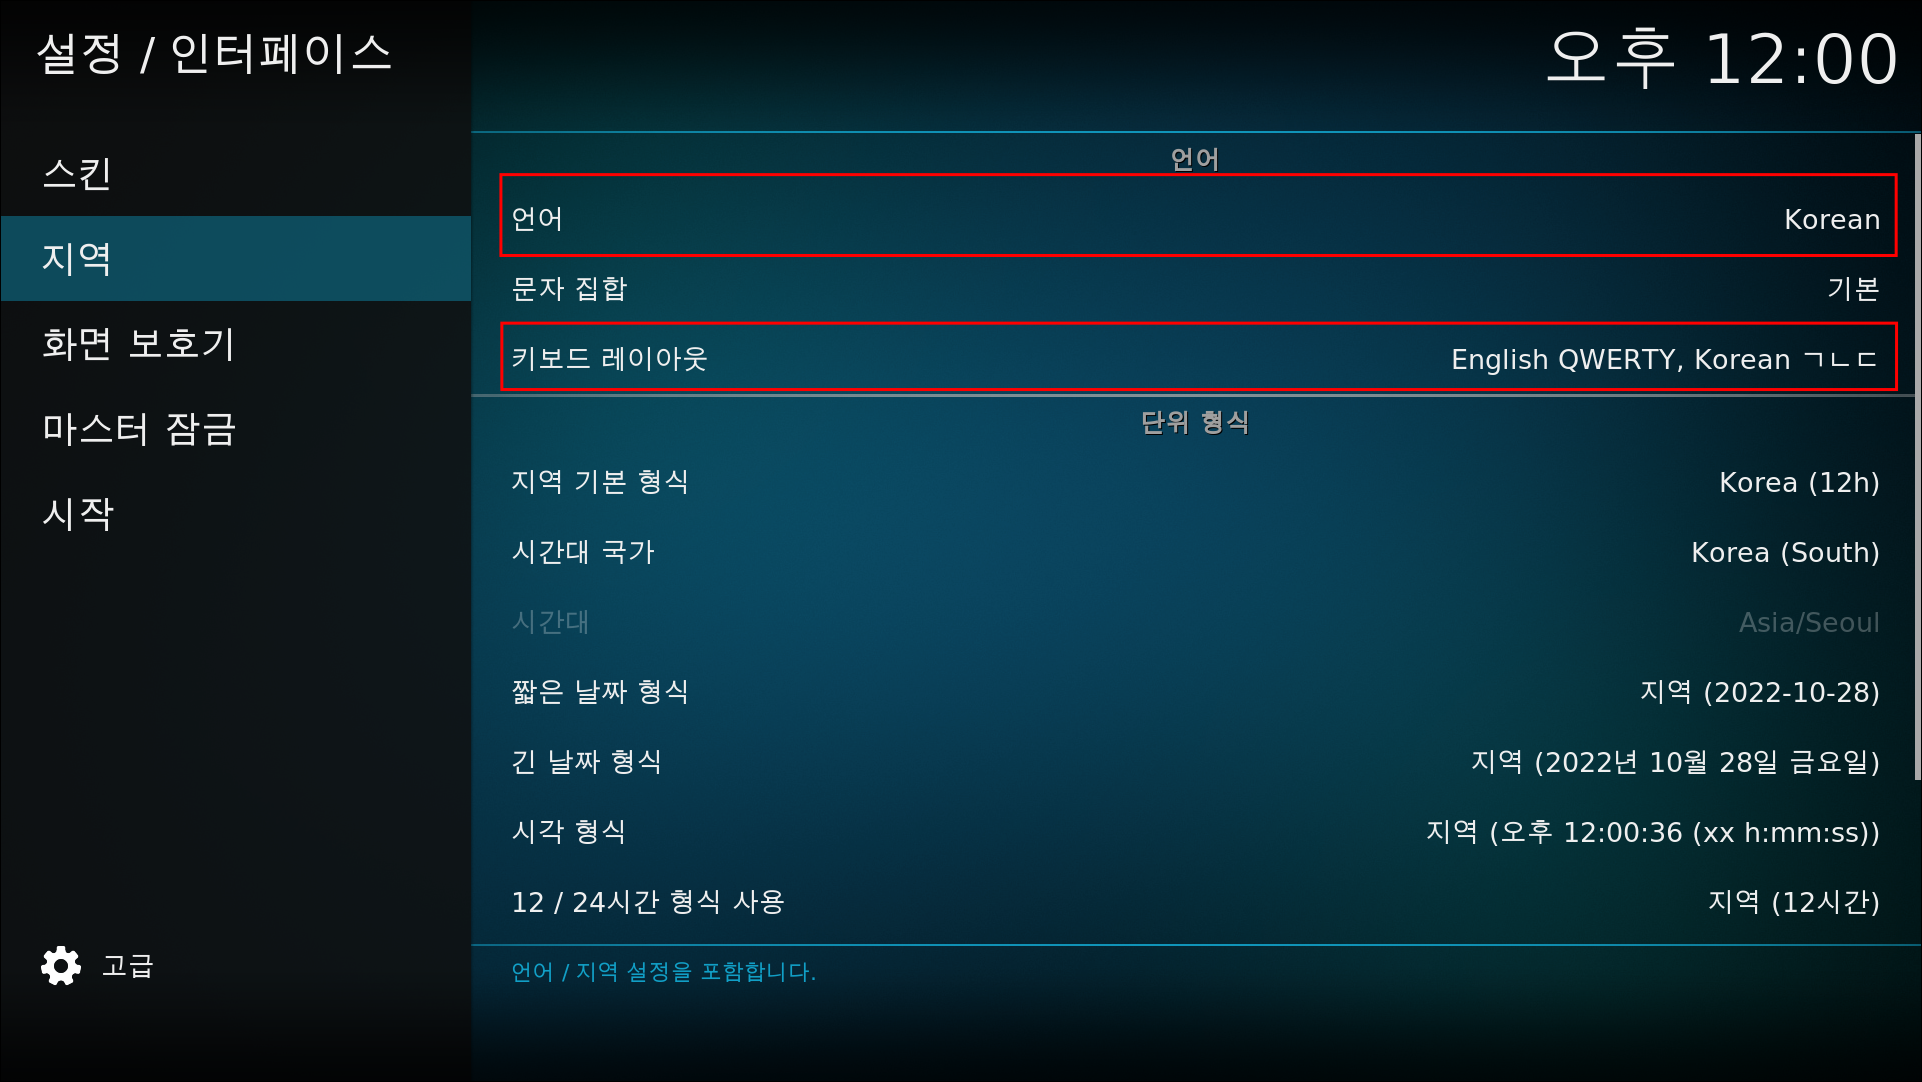 설정 / 인터페이스
오후 12:00
스킨
지역
화면 보호기
마스터 잠금
시작
고급
언어
언어 Korean
문자 집합 기본
키보드 레이아웃 English QWERTY, Korean ㄱㄴㄷ
단위 형식
지역 기본 형식 Korea (12h)
시간대 국가 Korea (South)
시간대 Asia/Seoul
짧은 날짜 형식 지역 (2022-10-28)
긴 날짜 형식 지역 (2022년 10월 28일 금요일)
시각 형식 지역 (오후 12:00:36 (xx h:mm:ss))
12 / 24시간 형식 사용 지역 (12시간)
언어 / 지역 설정을 포함합니다.